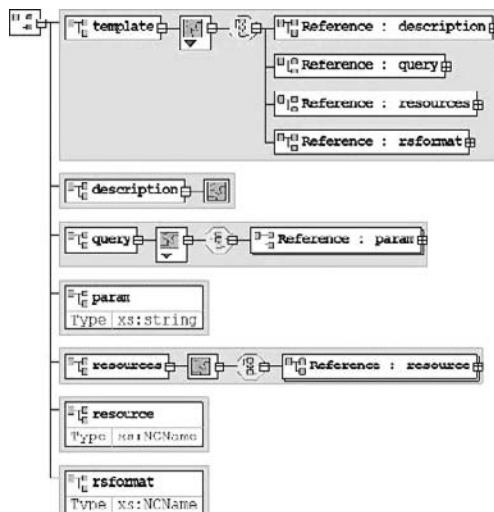 template
Reference : description
Reference : query
Reference : resources
Reference : rsformat
description
query
Reference : param
param
Type xs:string
resources
Reference : resource
resource
Type xs:NCName
rsformat
Type xs:NCName